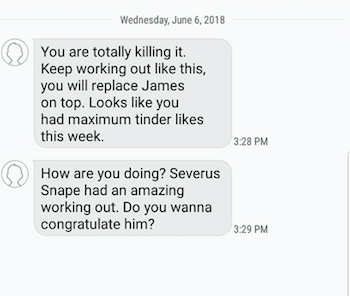 Wednesday, June 6, 2018
You are totally killing it.
Keep working out like this,
you will replace James
on top. Looks like you
had maximum tinder likes
this week.
3:28 PM
How are you doing? Severus
Snape had an amazing
working out. Do you wanna
congratulate him?
3:29 PM